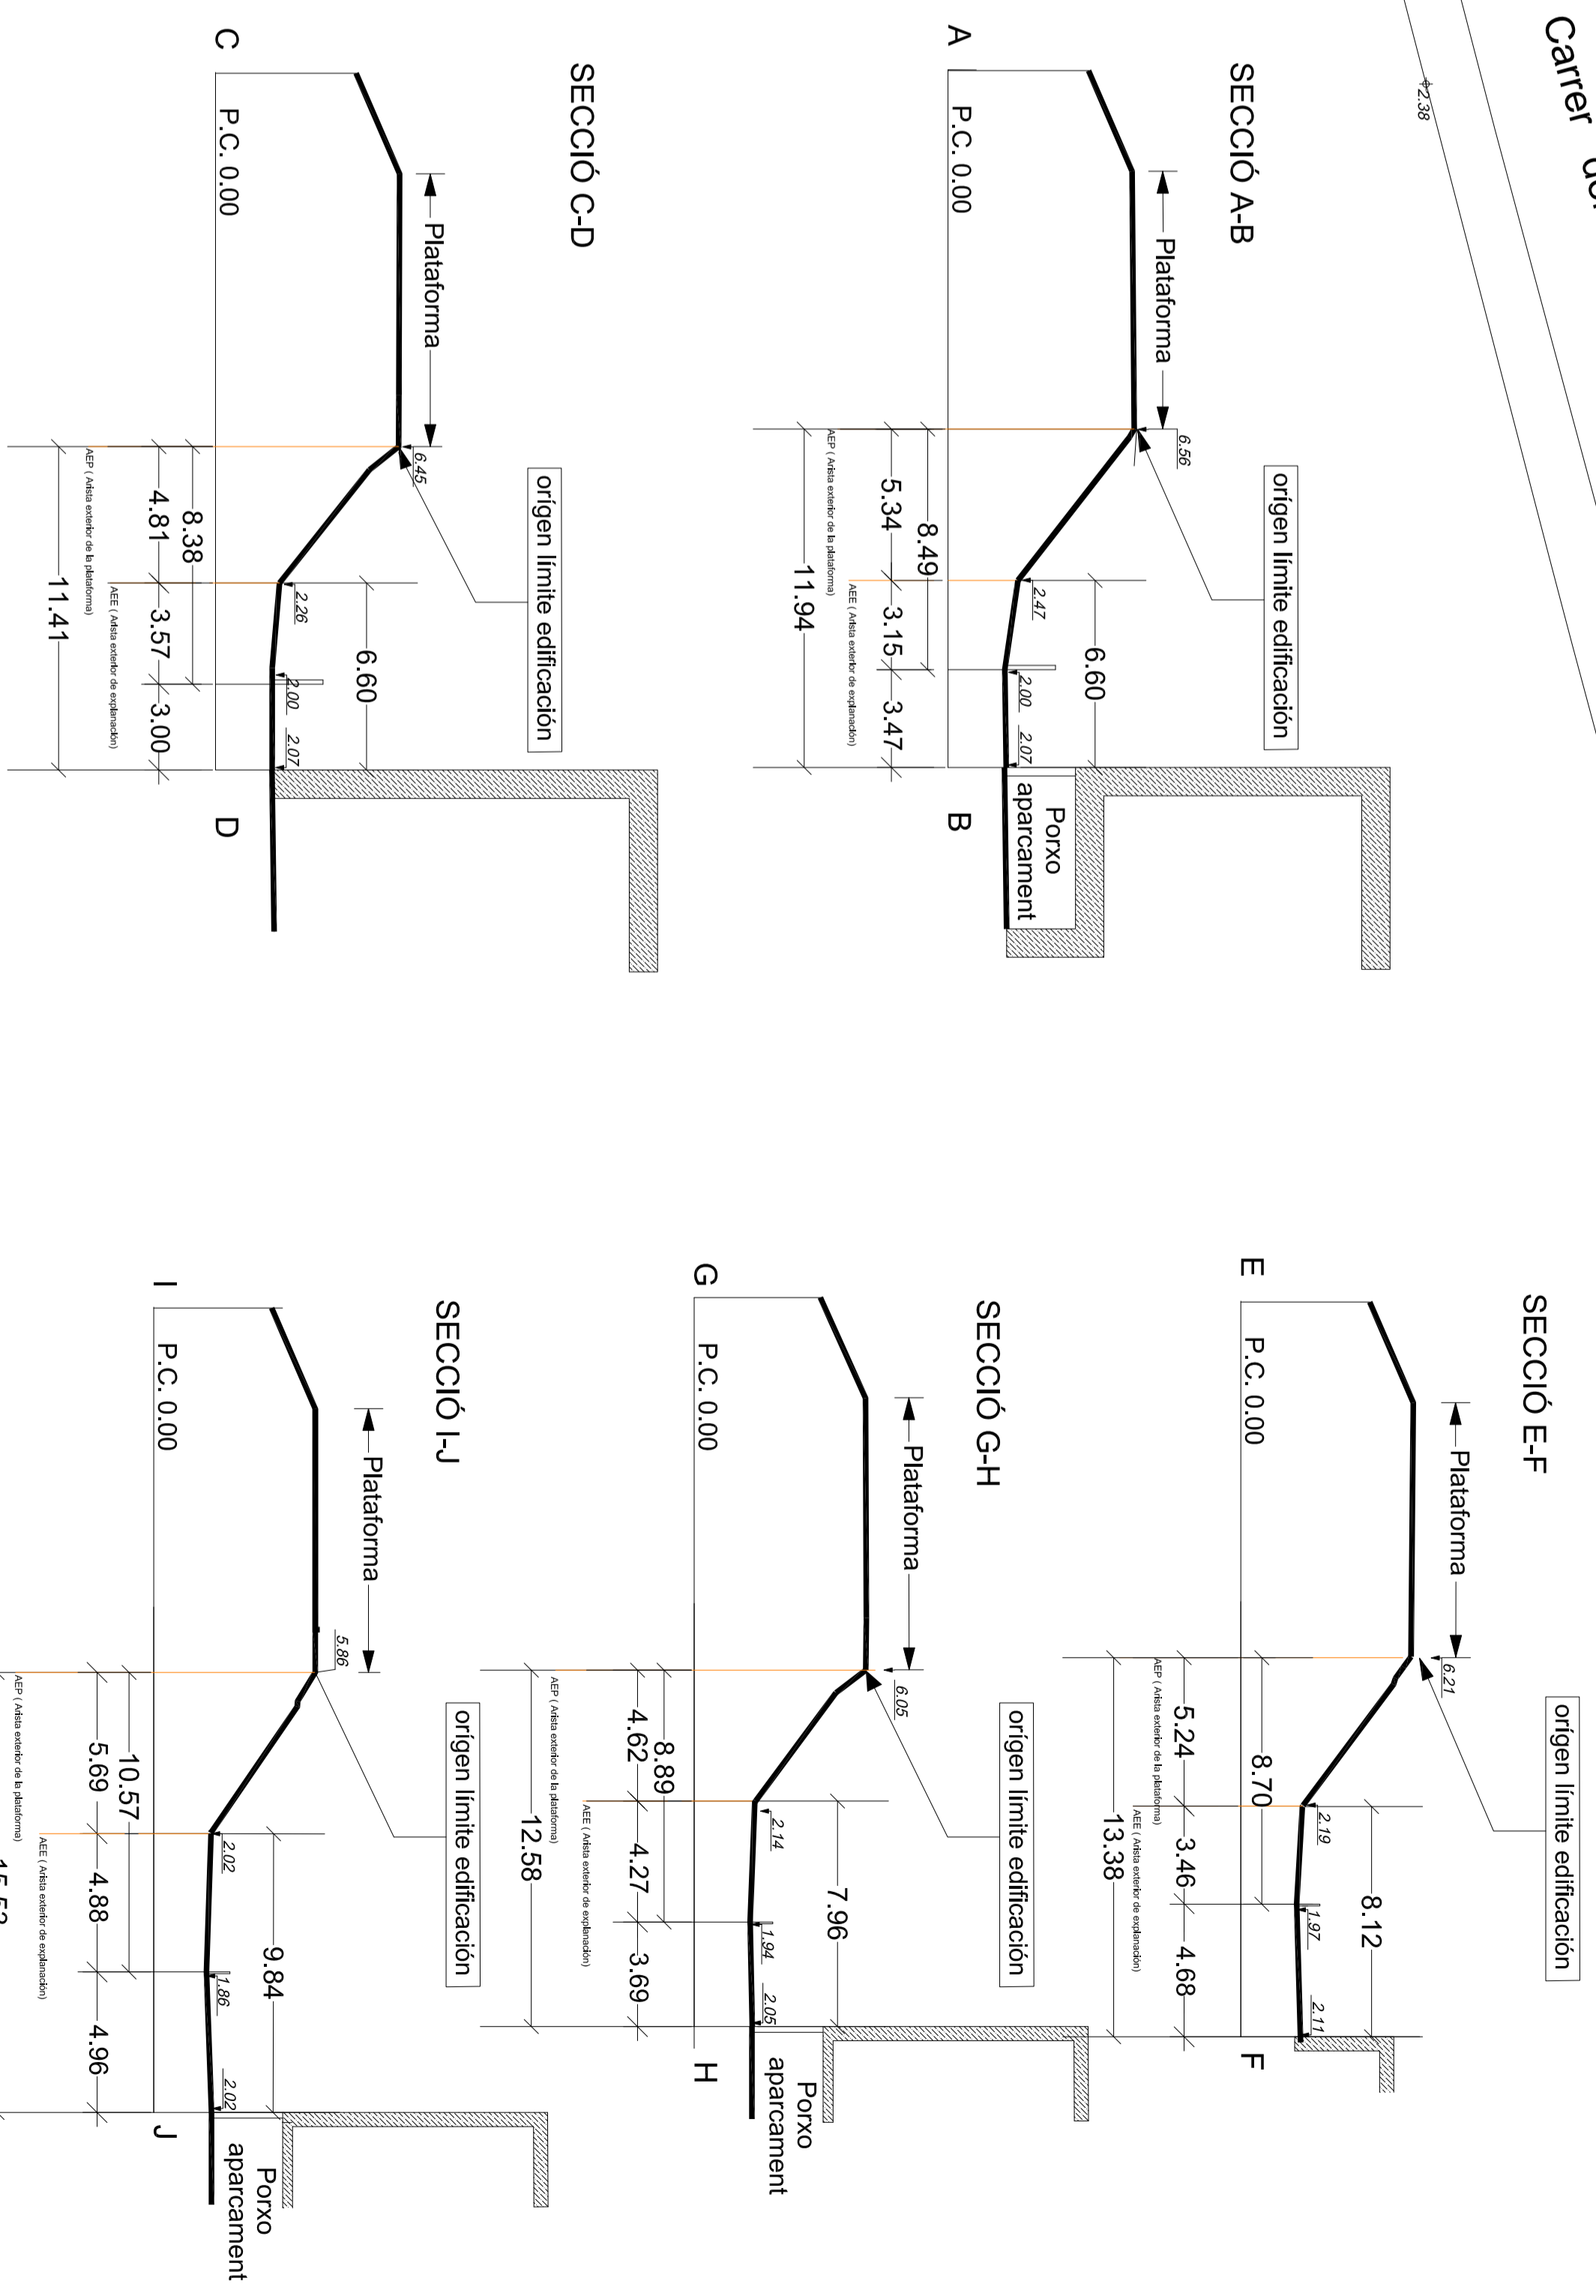 Carrer
2.38
SECCIÓ A-B
Plataforma
6.56
orígen límite edificación
2.47
6.60
2.00
2.07
Porxo
aparcament
A
P.C. 0.00
B
8.49
5.34
3.15
3.47
AEP ( Arista exterior de la plataforma)
AEE ( Arista exterior de explanación)
11.94
SECCIÓ C-D
Plataforma
6.45
orígen límite edificación
2.26
6.60
2.00
2.07
C
P.C. 0.00
D
8.38
4.81
3.57
3.00
AEP ( Arista exterior de la plataforma)
AEE ( Arista exterior de explanación)
11.41
SECCIÓ E-F
Plataforma
6.21
orígen límite edificación
2.19
8.12
1.97
2.11
E
P.C. 0.00
F
8.70
5.24
3.46
4.68
AEP ( Arista exterior de la plataforma)
AEE ( Arista exterior de explanación)
13.38
SECCIÓ G-H
Plataforma
6.05
orígen límite edificación
2.14
7.96
1.94
2.05
Porxo
aparcament
G
P.C. 0.00
H
8.89
4.62
4.27
3.69
AEP ( Arista exterior de la plataforma)
AEE ( Arista exterior de explanación)
12.58
SECCIÓ I-J
Plataforma
5.86
orígen límite edificación
2.02
9.84
1.86
2.02
Porxo
aparcament
I
P.C. 0.00
J
10.57
5.69
4.88
4.96
AEP ( Arista exterior de la plataforma)
AEE ( Arista exterior de explanación)